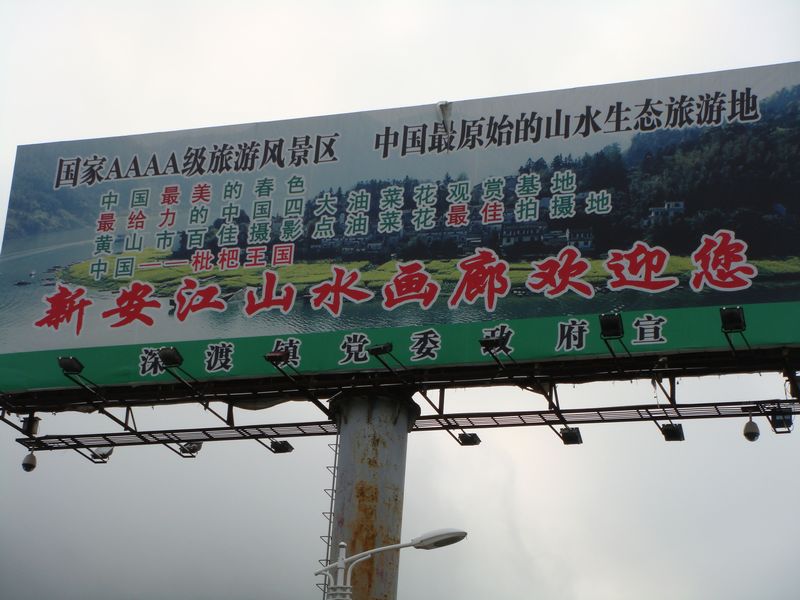 国家AAAA级旅游风景区 中国最原始的山水生态旅游地
中国最美的春色大油菜花观赏基地
最给力的中国四大油菜花最佳拍摄地
黄山市百佳摄影点
中国——枇杷王国
新安江山水画廊欢迎您
深渡镇党委政府宣